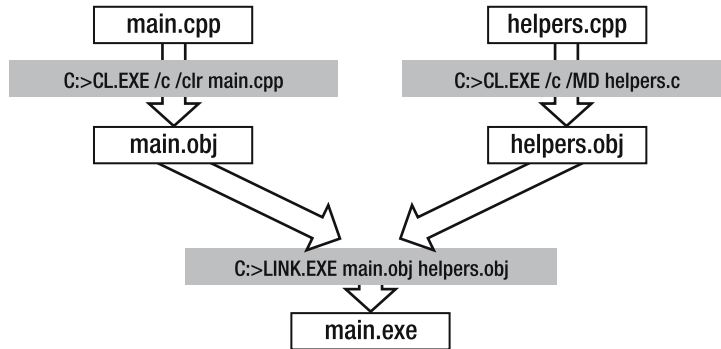 main.cpp
helpers.cpp
C:>CL.EXE /c /clr main.cpp
C:>CL.EXE /c /MD helpers.c
main.obj
helpers.obj
C:>LINK.EXE main.obj helpers.obj
main.exe